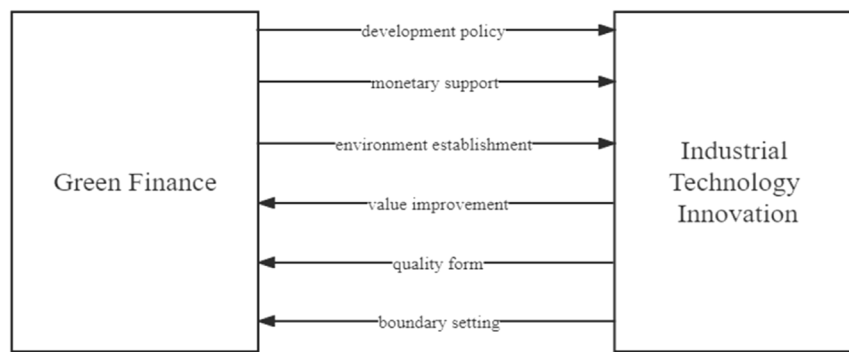 development policy
monetary support
environment establishment
Green Finance
Industrial
Technology
Innovation
value improvement
quality form
boundary setting